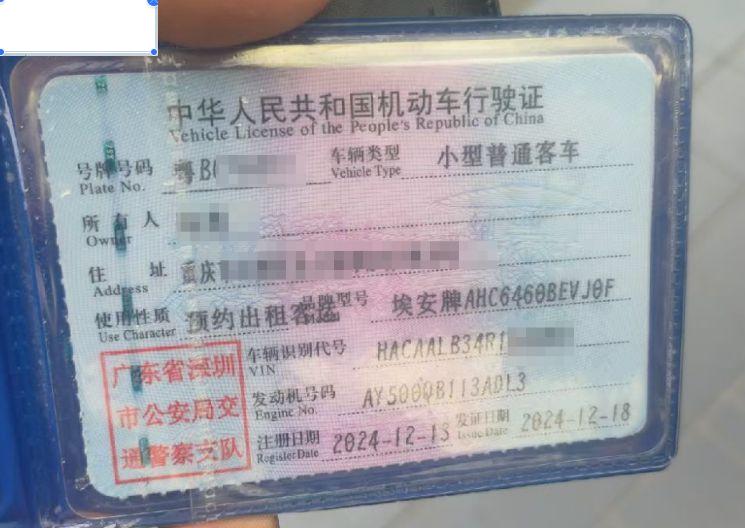 中华人民共和国机动车行驶证
Vehicle License of the People's Republic of China
号牌号码 粤B 车辆类型 小型普通客车
Plate No. Vehicle Type
所有人
Owner
住址 重庆
Address
使用性质 预约出租客运 品牌型号 埃安牌AHC6460BEVJ0F
Use Character
车辆识别代号 HACAALB34R1
VIN
发动机号码 AY5000B113A0L3
Engine No.
注册日期 2024-12-13 发证日期 2024-12-18
Register Date Issue Date
广东省深圳
市公安局交
通警察支队